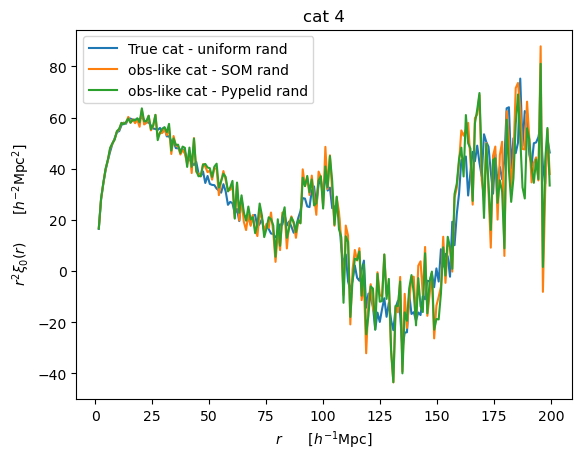 cat 4
True cat - uniform rand
obs-like cat - SOM rand
obs-like cat - Pypelid rand
r²ξ₀(r) [h⁻²Mpc²]
80
60
40
20
0
−20
−40
0 25 50 75 100 125 150 175 200
r [h⁻¹Mpc]